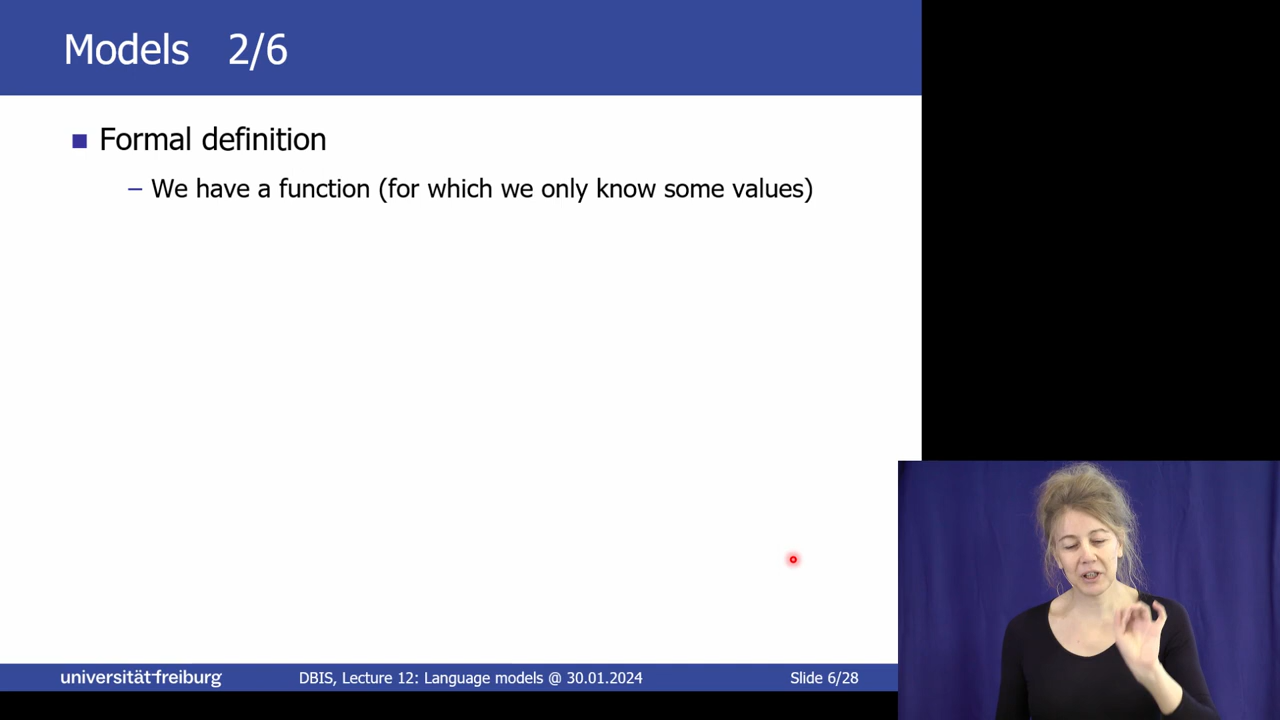 Models 2/6
Formal definition
– We have a function (for which we only know some values)
universität freiburg DBIS, Lecture 12: Language models @ 30.01.2024 Slide 6/28